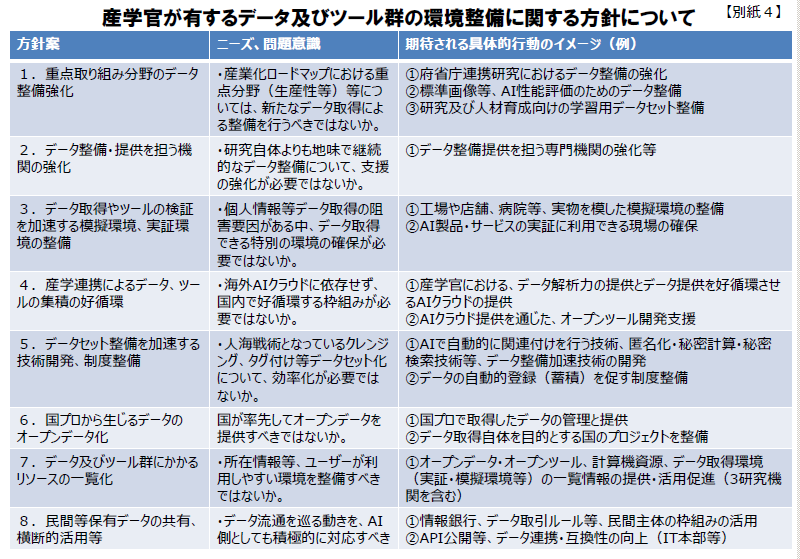 産学官が有するデータ及びツール群の環境整備に関する方針について
【別紙４】
方針案
ニーズ、問題意識
期待される具体的行動のイメージ（例）
１．重点取り組み分野のデータ
整備強化
・産業化ロードマップにおける重
点分野（生産性等）等につい
ては、新たなデータ取得によ
る整備を行うべきではないか。
①府省庁連携研究におけるデータ整備の強化
②標準画像等、AI性能評価のためのデータ整備
③研究及び人材育成向けの学習用データセット整備
２．データ整備・提供を担う機
関の強化
・研究自体よりも地味で継続
的なデータ整備について、支援
の強化が必要ではないか。
①データ整備提供を担う専門機関の強化等
３．データ取得やツールの検証
を加速する模擬環境、実証環
境の整備
・個人情報等データ取得の阻
害要因がある中、データ取得
できる特別の環境の確保が必
要ではないか。
①工場や店舗、病院等、実物を模した模擬環境の整備
②AI製品・サービスの実証に利用できる現場の確保
４．産学連携によるデータ、ツー
ルの集積の好循環
・海外AIクラウドに依存せず、
国内で好循環する枠組みが必
要ではないか。
①産学官における、データ解析力の提供とデータ提供を好循環させ
るAIクラウドの提供
②AIクラウド提供を通じた、オープンツール開発支援
５．データセット整備を加速する
技術開発、制度整備
・人海戦術となっているクレンジ
ング、タグ付け等データセット化
について、効率化が必要では
ないか。
①AIで自動的に関連付けを行う技術、匿名化・秘密計算・秘密
検索技術等、データ整備加速技術の開発
②データの自動的登録（蓄積）を促す制度整備
６．国プロから生じるデータの
オープンデータ化
国が率先してオープンデータを
提供すべきではないか。
①国プロで取得したデータの管理と提供
②データ取得自体を目的とする国のプロジェクトを整備
７．データ及びツール群にかかる
リソースの一覧化
・所在情報等、ユーザーが利
用しやすい環境を整備すべき
ではないか。
①オープンデータ・オープンツール、計算機資源、データ取得環境
（実証・模擬環境等）の一覧情報の提供・活用促進（3研究機
関を含む）
８．民間等保有データの共有、
横断的活用等
・データ流通を巡る動きを、AI
側としても積極的に対応すべき
①情報銀行、データ取引ルール等、民間主体の枠組みの活用
②API公開等、データ連携・互換性の向上（IT本部等）